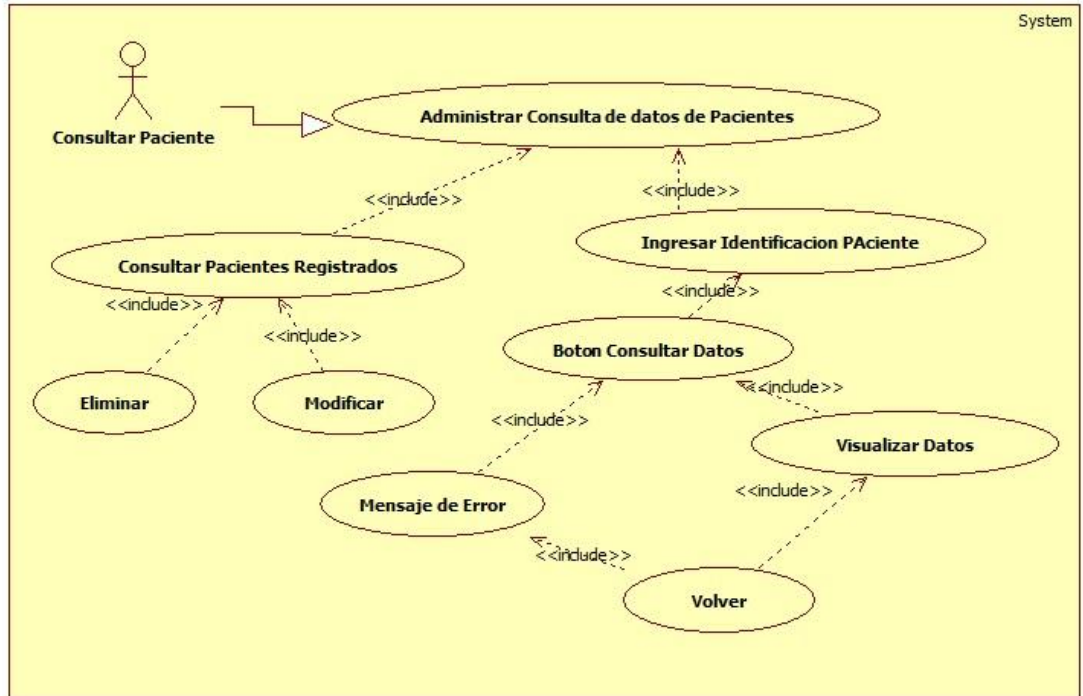 System
Consultar Paciente
Administrar Consulta de datos de Pacientes
<<include>>
<<include>>
Consultar Pacientes Registrados
Ingresar Identificacion PAciente
<<include>>
<<include>>
<<include>>
Boton Consultar Datos
Eliminar
Modificar
<<include>>
<<include>>
Visualizar Datos
Mensaje de Error
<<include>>
<<include>>
Volver